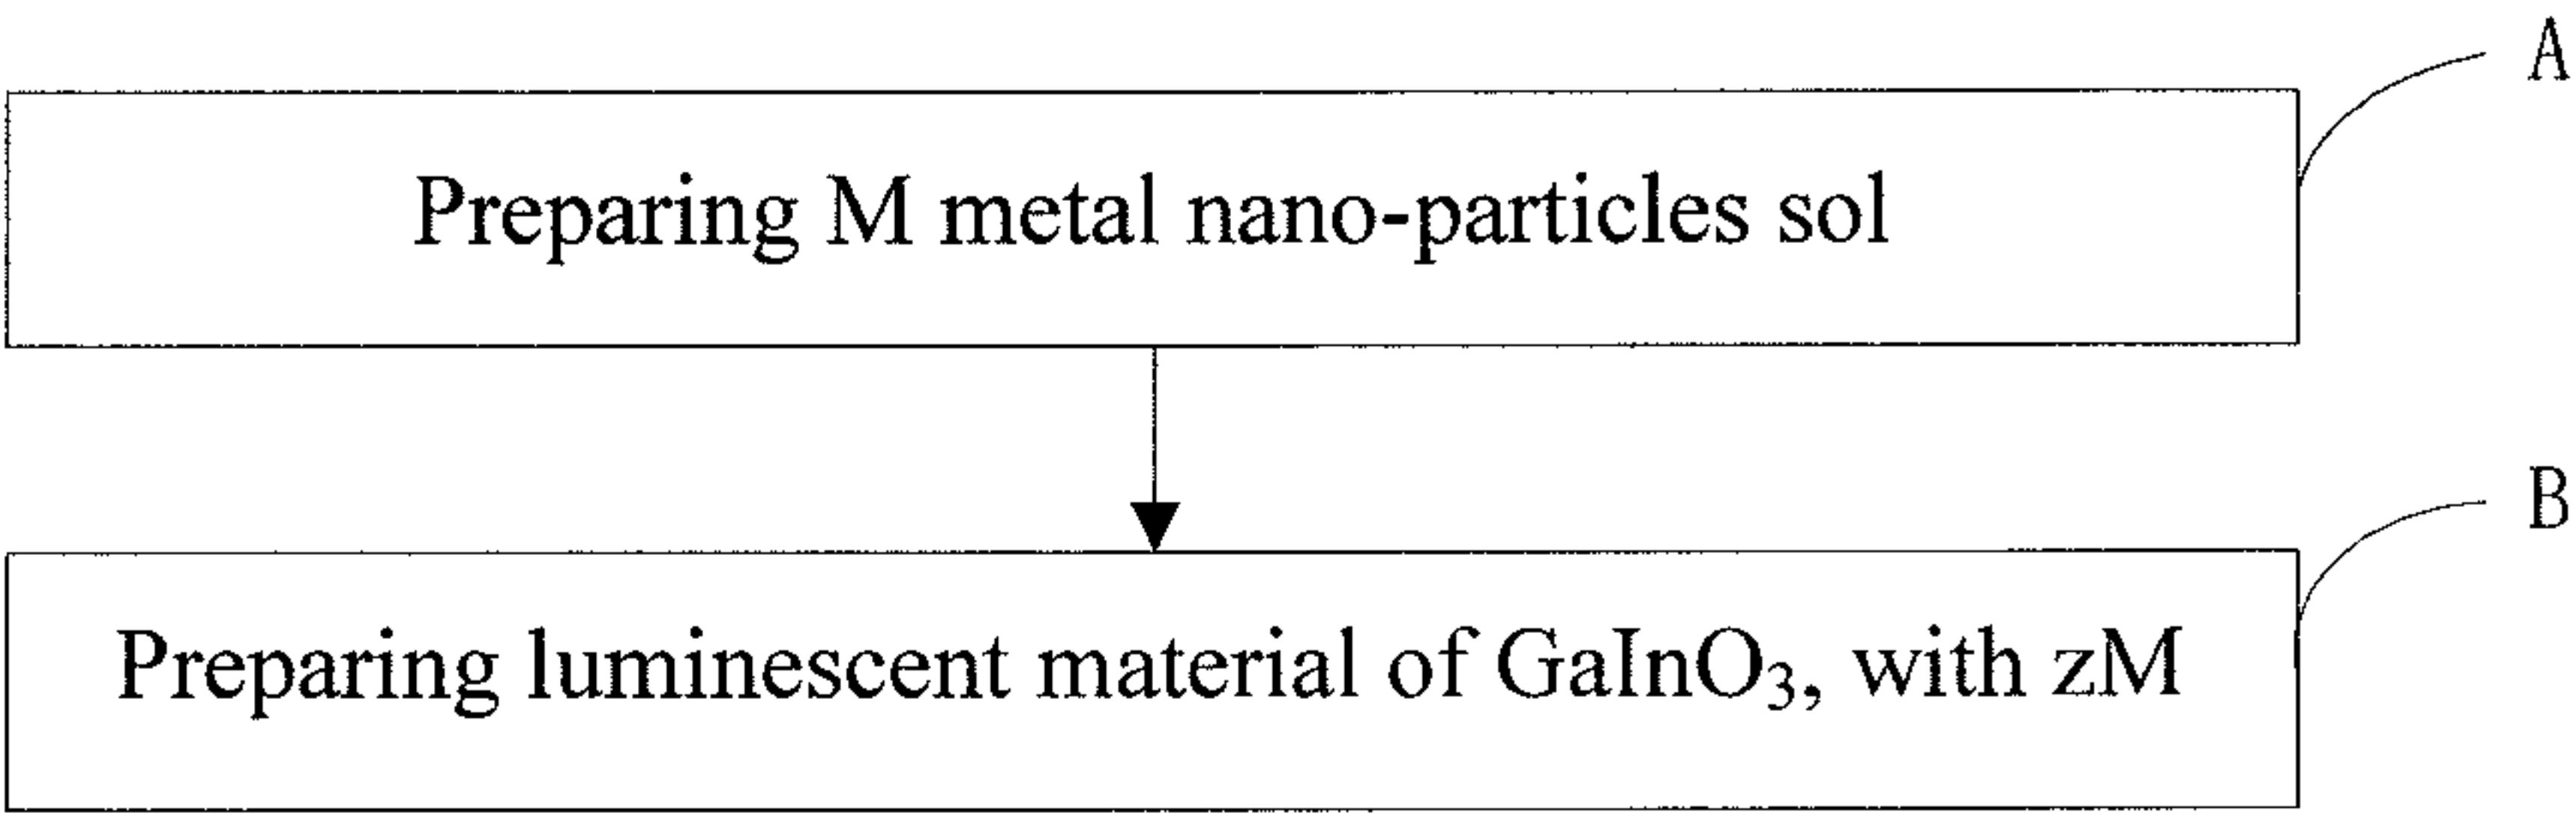 A
Preparing M metal nano-particles sol
B
Preparing luminescent material of GaInO₃, with zM